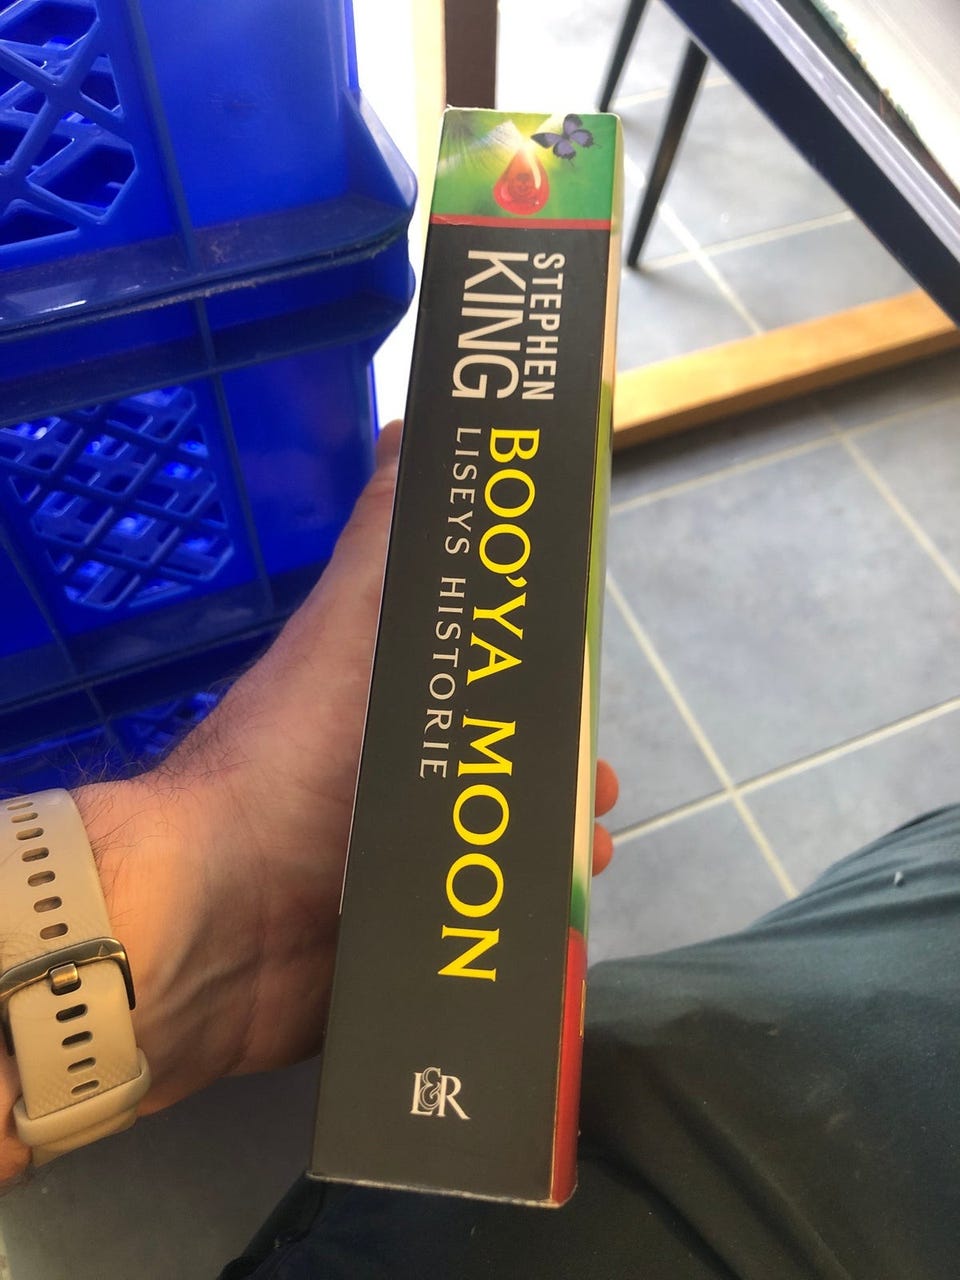 STEPHEN
KING
BOO'YA MOON
LISEYS HISTORIE
L&R